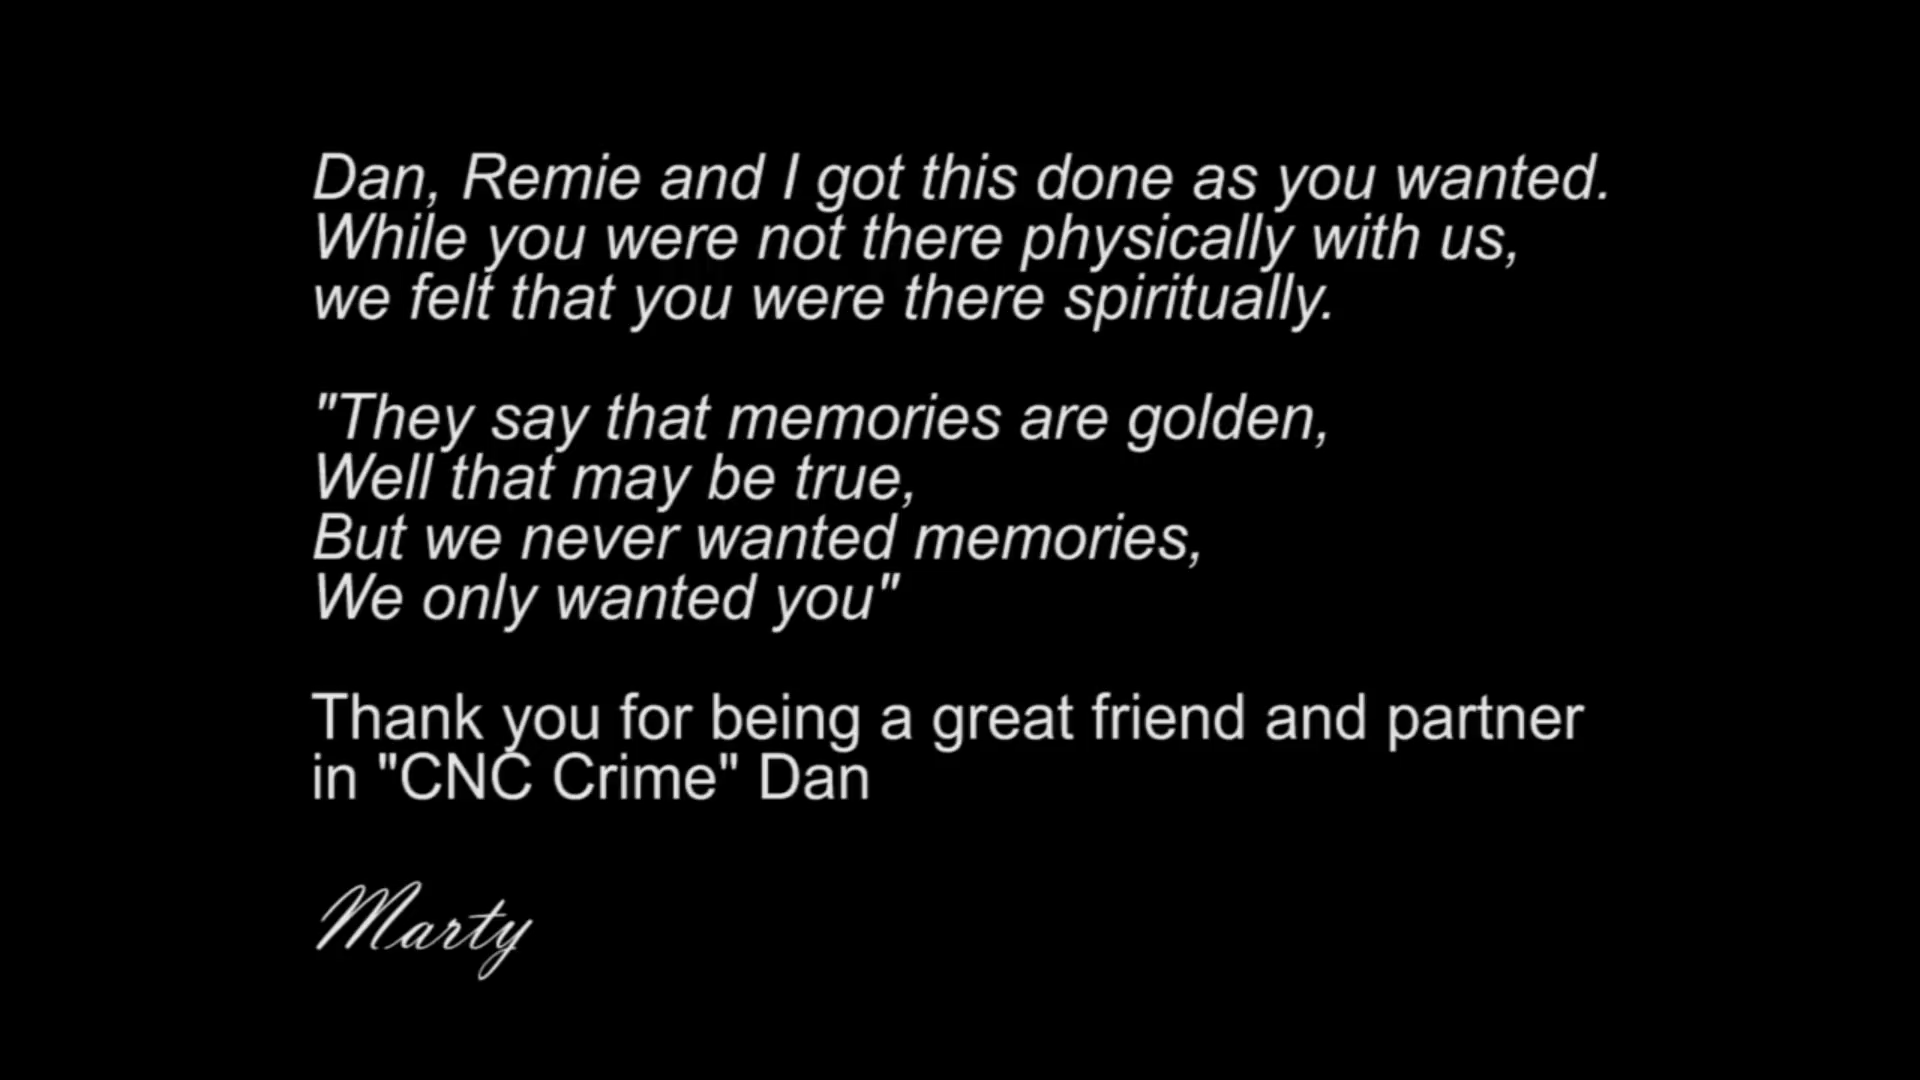 Dan, Remie and I got this done as you wanted.
While you were not there physically with us,
we felt that you were there spiritually.
"They say that memories are golden,
Well that may be true,
But we never wanted memories,
We only wanted you"
Thank you for being a great friend and partner
in "CNC Crime" Dan
Marty